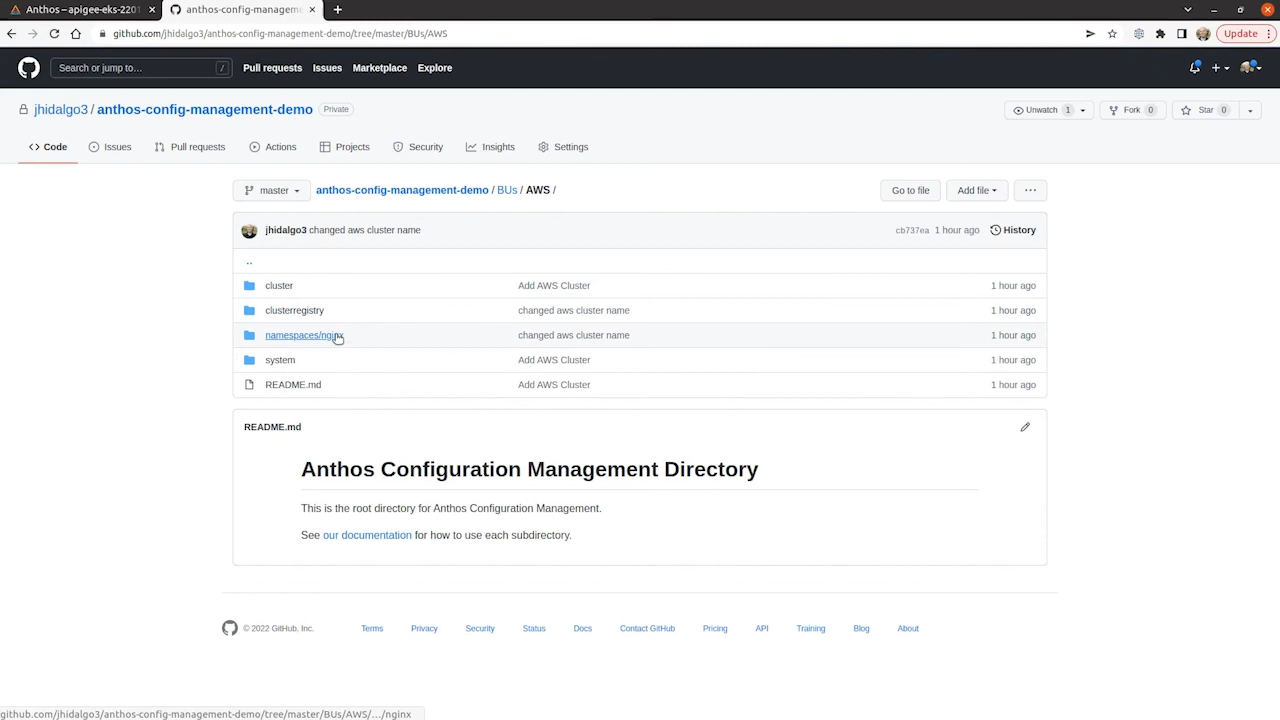 Anthos – apigee-eks-2201
anthos-config-managemen
github.com/jhidalgo3/anthos-config-management-demo/tree/master/BUs/AWS
Update
Search or jump to…
/
Pull requests
Issues
Marketplace
Explore
jhidalgo3 / anthos-config-management-demo
Private
Unwatch 1
Fork 0
Star 0
Code
Issues
Pull requests
Actions
Projects
Security
Insights
Settings
master
anthos-config-management-demo / BUs / AWS /
Go to file
Add file
...
jhidalgo3 changed aws cluster name
cb737ea 1 hour ago
History
..
cluster Add AWS Cluster 1 hour ago
clusterregistry changed aws cluster name 1 hour ago
namespaces/nginx changed aws cluster name 1 hour ago
system Add AWS Cluster 1 hour ago
README.md Add AWS Cluster 1 hour ago
README.md
Anthos Configuration Management Directory
This is the root directory for Anthos Configuration Management.
See our documentation for how to use each subdirectory.
© 2022 GitHub, Inc.
Terms
Privacy
Security
Status
Docs
Contact GitHub
Pricing
API
Training
Blog
About
github.com/jhidalgo3/anthos-config-management-demo/tree/master/BUs/AWS/…/nginx